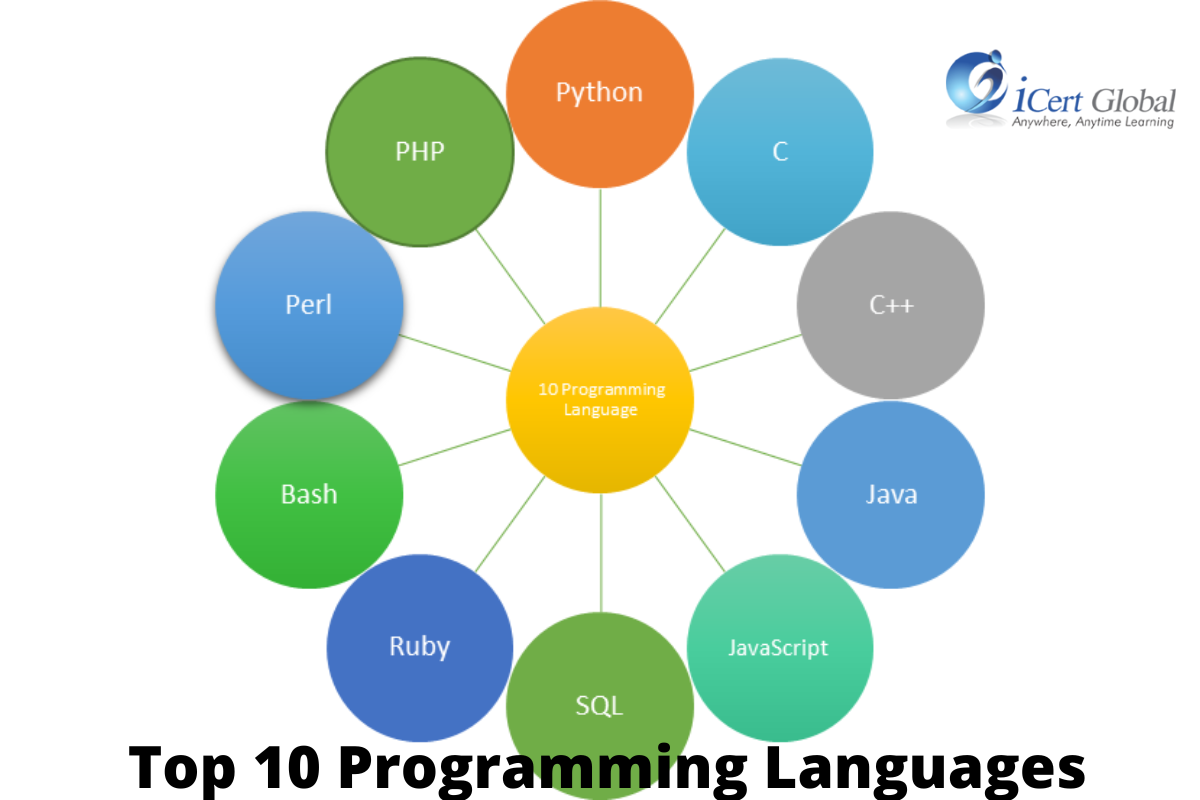 Python
C
C++
Java
JavaScript
SQL
Ruby
Bash
Perl
PHP
10 Programming
Language
iCert Global
Anywhere, Anytime Learning
Top 10 Programming Languages